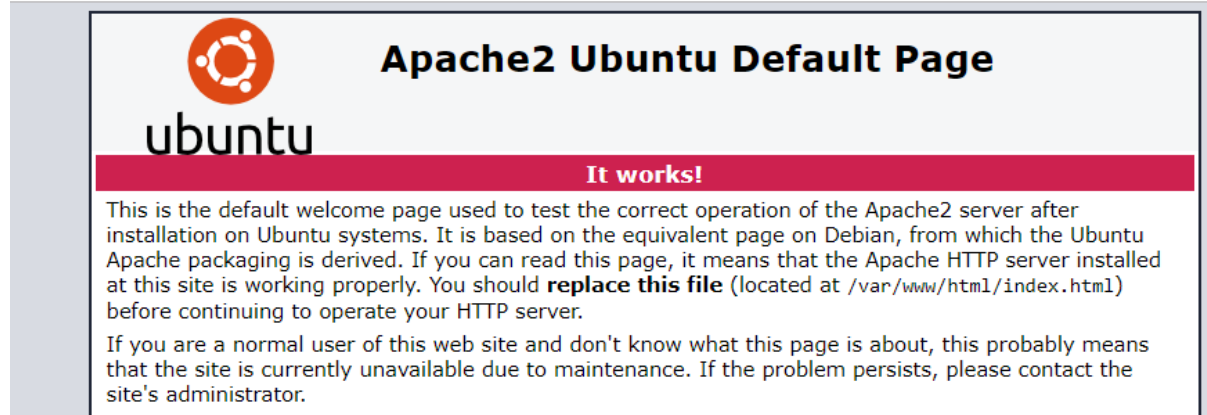 Apache2 Ubuntu Default Page
ubuntu
It works!
This is the default welcome page used to test the correct operation of the Apache2 server after
installation on Ubuntu systems. It is based on the equivalent page on Debian, from which the Ubuntu
Apache packaging is derived. If you can read this page, it means that the Apache HTTP server installed
at this site is working properly. You should replace this file (located at /var/www/html/index.html)
before continuing to operate your HTTP server.
If you are a normal user of this web site and don't know what this page is about, this probably means
that the site is currently unavailable due to maintenance. If the problem persists, please contact the
site's administrator.